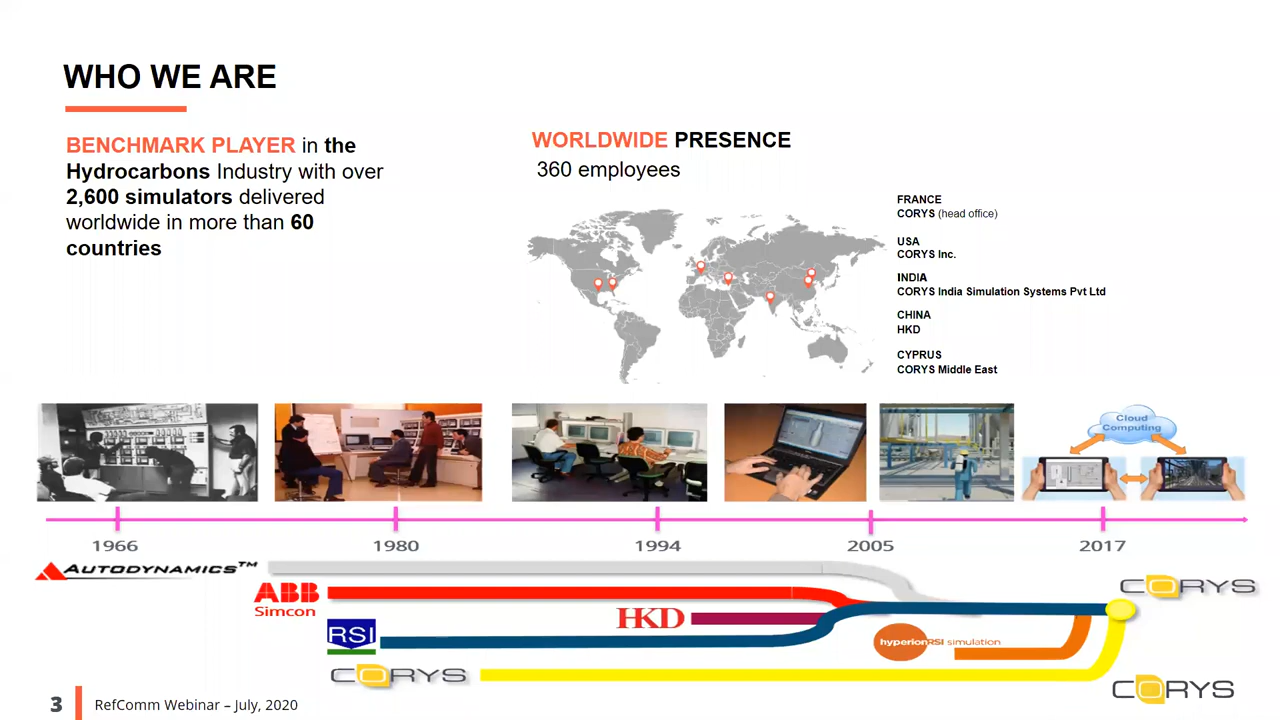 WHO WE ARE
BENCHMARK PLAYER in the
Hydrocarbons Industry with over
2,600 simulators delivered
worldwide in more than 60
countries
WORLDWIDE PRESENCE
360 employees
FRANCE
CORYS (head office)
USA
CORYS Inc.
INDIA
CORYS India Simulation Systems Pvt Ltd
CHINA
HKD
CYPRUS
CORYS Middle East
Cloud
Computing
1966
1980
1994
2005
2017
AUTODYNAMICS™
ABB
Simcon
HKD
RSI
hyperionRSI simulation
CORYS
CORYS
CORYS
3
RefComm Webinar – July, 2020